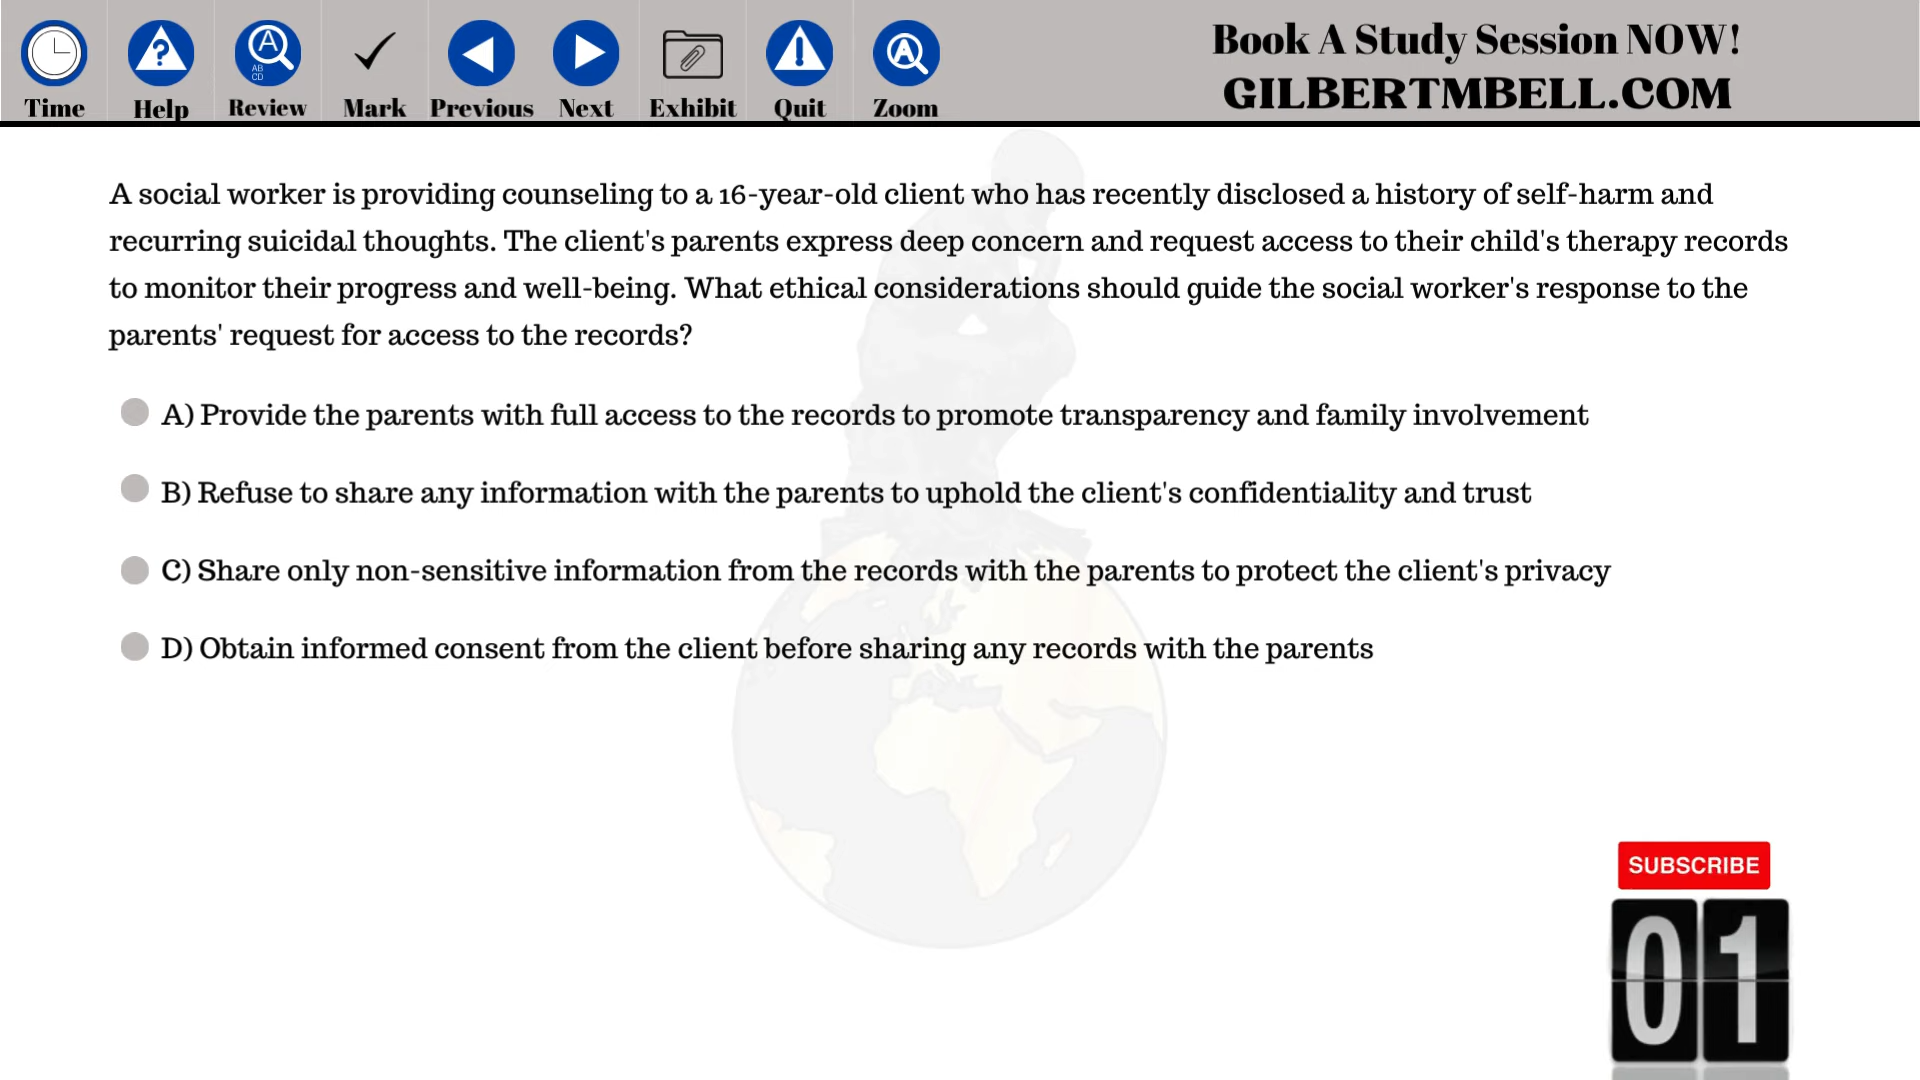 Book A Study Session NOW!
GILBERTMBELL.COM
Time Help Review Mark Previous Next Exhibit Quit Zoom
A social worker is providing counseling to a 16-year-old client who has recently disclosed a history of self-harm and
recurring suicidal thoughts. The client's parents express deep concern and request access to their child's therapy records
to monitor their progress and well-being. What ethical considerations should guide the social worker's response to the
parents' request for access to the records?
A) Provide the parents with full access to the records to promote transparency and family involvement
B) Refuse to share any information with the parents to uphold the client's confidentiality and trust
C) Share only non-sensitive information from the records with the parents to protect the client's privacy
D) Obtain informed consent from the client before sharing any records with the parents
SUBSCRIBE
01